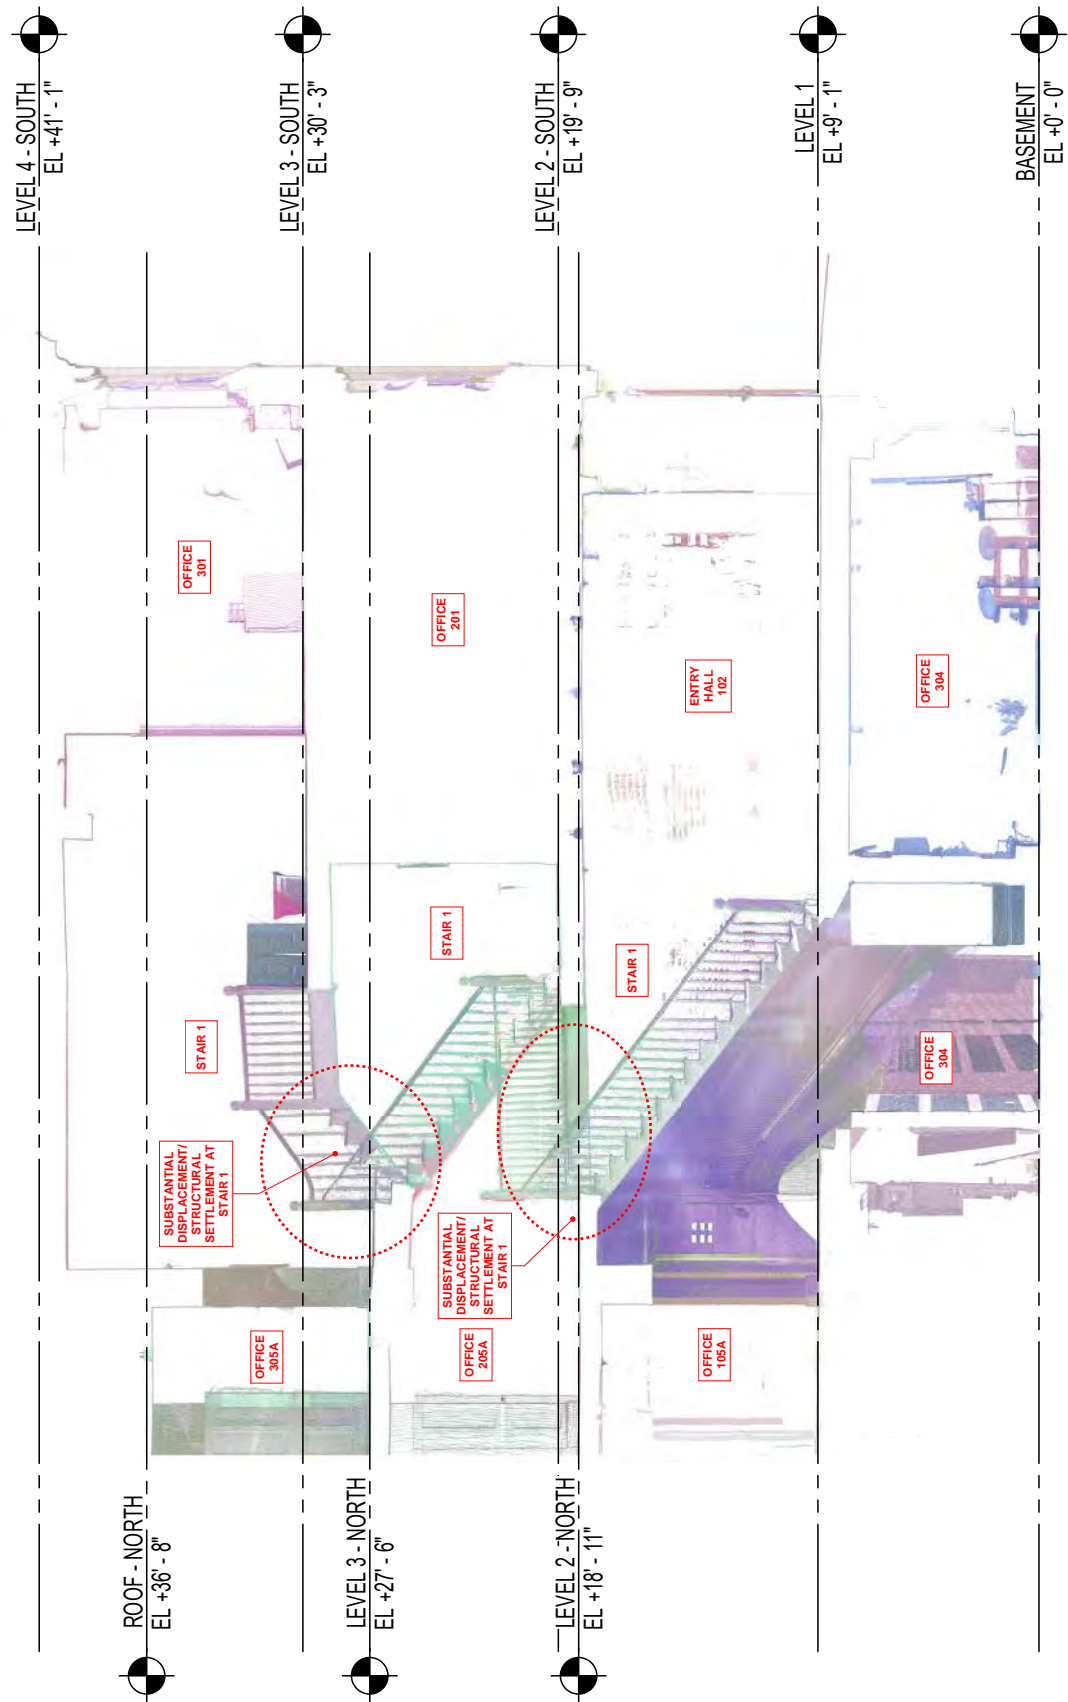 LEVEL 4 - SOUTH
EL +41' - 1"
LEVEL 3 - SOUTH
EL +30' - 3"
LEVEL 2 - SOUTH
EL +19' - 9"
LEVEL 1
EL +9' - 1"
BASEMENT
EL +0' - 0"
OFFICE
301
OFFICE
201
ENTRY
HALL
102
OFFICE
304
STAIR 1
STAIR 1
STAIR 1
OFFICE
304
SUBSTANTIAL
DISPLACEMENT/
STRUCTURAL
SETTLEMENT AT
STAIR 1
SUBSTANTIAL
DISPLACEMENT/
STRUCTURAL
SETTLEMENT AT
STAIR 1
OFFICE
305A
OFFICE
205A
OFFICE
105A
ROOF - NORTH
EL +36' - 8"
LEVEL 3 - NORTH
EL +27' - 6"
LEVEL 2 - NORTH
EL +18' - 11"